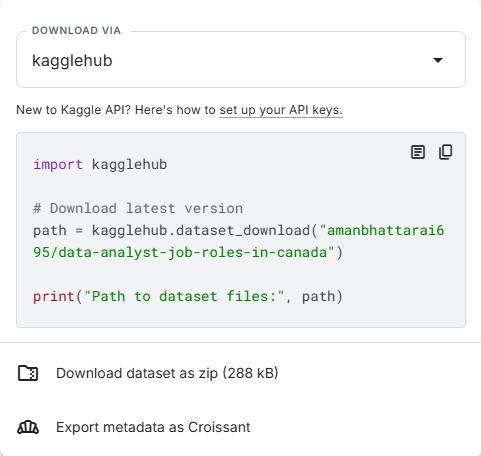 DOWNLOAD VIA
kagglehub
New to Kaggle API? Here's how to set up your API keys.
import kagglehub
# Download latest version
path = kagglehub.dataset_download("amanbhattarai6
95/data-analyst-job-roles-in-canada")
print("Path to dataset files:", path)
Download dataset as zip (288 kB)
Export metadata as Croissant